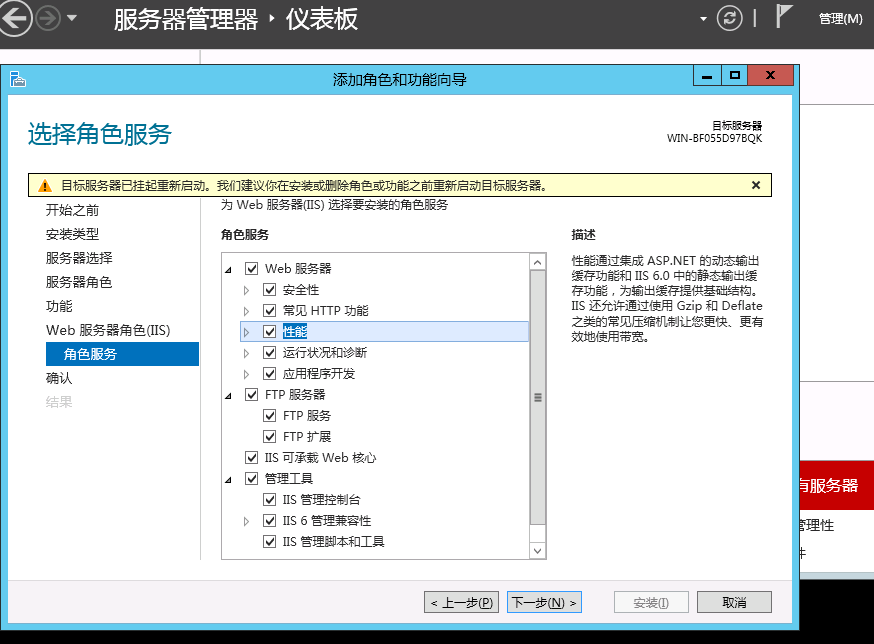 服务器管理器 · 仪表板
管理(M)
添加角色和功能向导
选择角色服务
目标服务器
WIN-BF055D97BQK
目标服务器已挂起重新启动。我们建议你在安装或删除角色或功能之前重新启动目标服务器。
开始之前
安装类型
服务器选择
服务器角色
功能
Web 服务器角色(IIS)
角色服务
确认
结果
为 Web 服务器(IIS) 选择要安装的角色服务
角色服务
Web 服务器
安全性
常见 HTTP 功能
性能
运行状况和诊断
应用程序开发
FTP 服务器
FTP 服务
FTP 扩展
IIS 可承载 Web 核心
管理工具
IIS 管理控制台
IIS 6 管理兼容性
IIS 管理脚本和工具
描述
性能通过集成 ASP.NET 的动态输出
缓存功能和 IIS 6.0 中的静态输出缓
存功能，为输出缓存提供基础结构。
IIS 还允许通过使用 Gzip 和 Deflate
之类的常见压缩机制让您更快、更有
效地使用带宽。
有服务器
管理性
件
< 上一步(P)
下一步(N) >
安装(I)
取消